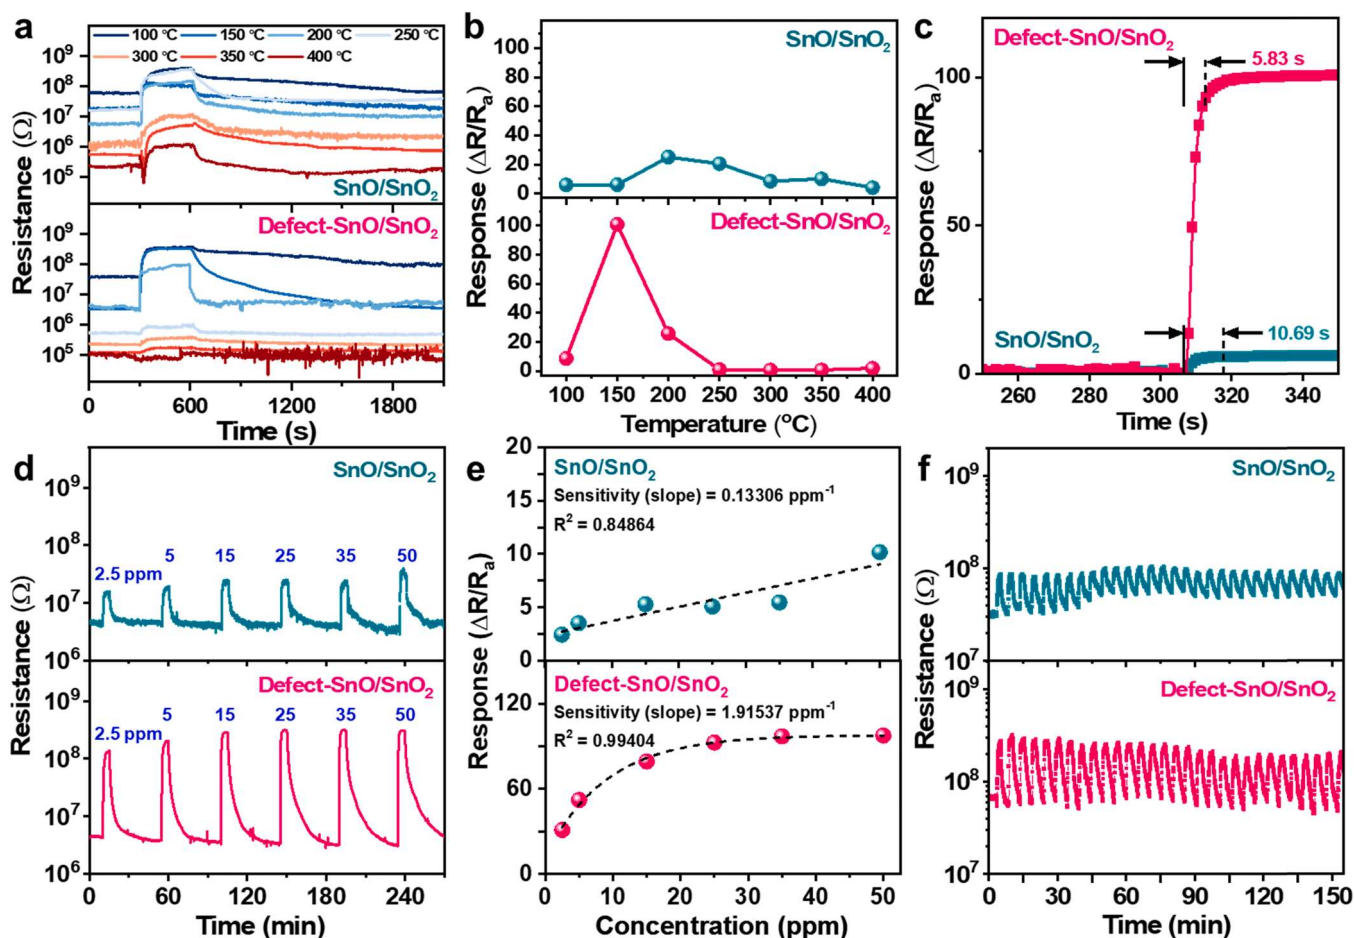 a
100 °C 150 °C 200 °C 250 °C
300 °C 350 °C 400 °C
10⁹
10⁸
10⁷
10⁶
10⁵
SnO/SnO₂
Defect-SnO/SnO₂
10⁹
10⁸
10⁷
10⁶
10⁵
Resistance (Ω)
0 600 1200 1800
Time (s)
b
SnO/SnO₂
100
80
60
40
20
0
Defect-SnO/SnO₂
100
80
60
40
20
0
Response (ΔR/Rₐ)
100 150 200 250 300 350 400
Temperature (°C)
c
Defect-SnO/SnO₂
5.83 s
100
50
0
SnO/SnO₂
10.69 s
Response (ΔR/Rₐ)
260 280 300 320 340
Time (s)
d
SnO/SnO₂
10⁹
10⁸
10⁷
10⁶
2.5 ppm 5 15 25 35 50
Defect-SnO/SnO₂
10⁹
10⁸
10⁷
10⁶
2.5 ppm 5 15 25 35 50
Resistance (Ω)
0 60 120 180 240
Time (min)
e
20
15
10
5
0
SnO/SnO₂
Sensitivity (slope) = 0.13306 ppm⁻¹
R² = 0.84864
120
60
0
Defect-SnO/SnO₂
Sensitivity (slope) = 1.91537 ppm⁻¹
R² = 0.99404
Response (ΔR/Rₐ)
0 10 20 30 40 50
Concentration (ppm)
f
SnO/SnO₂
10⁹
10⁸
10⁷
Defect-SnO/SnO₂
10⁹
10⁸
10⁷
Resistance (Ω)
0 30 60 90 120 150
Time (min)